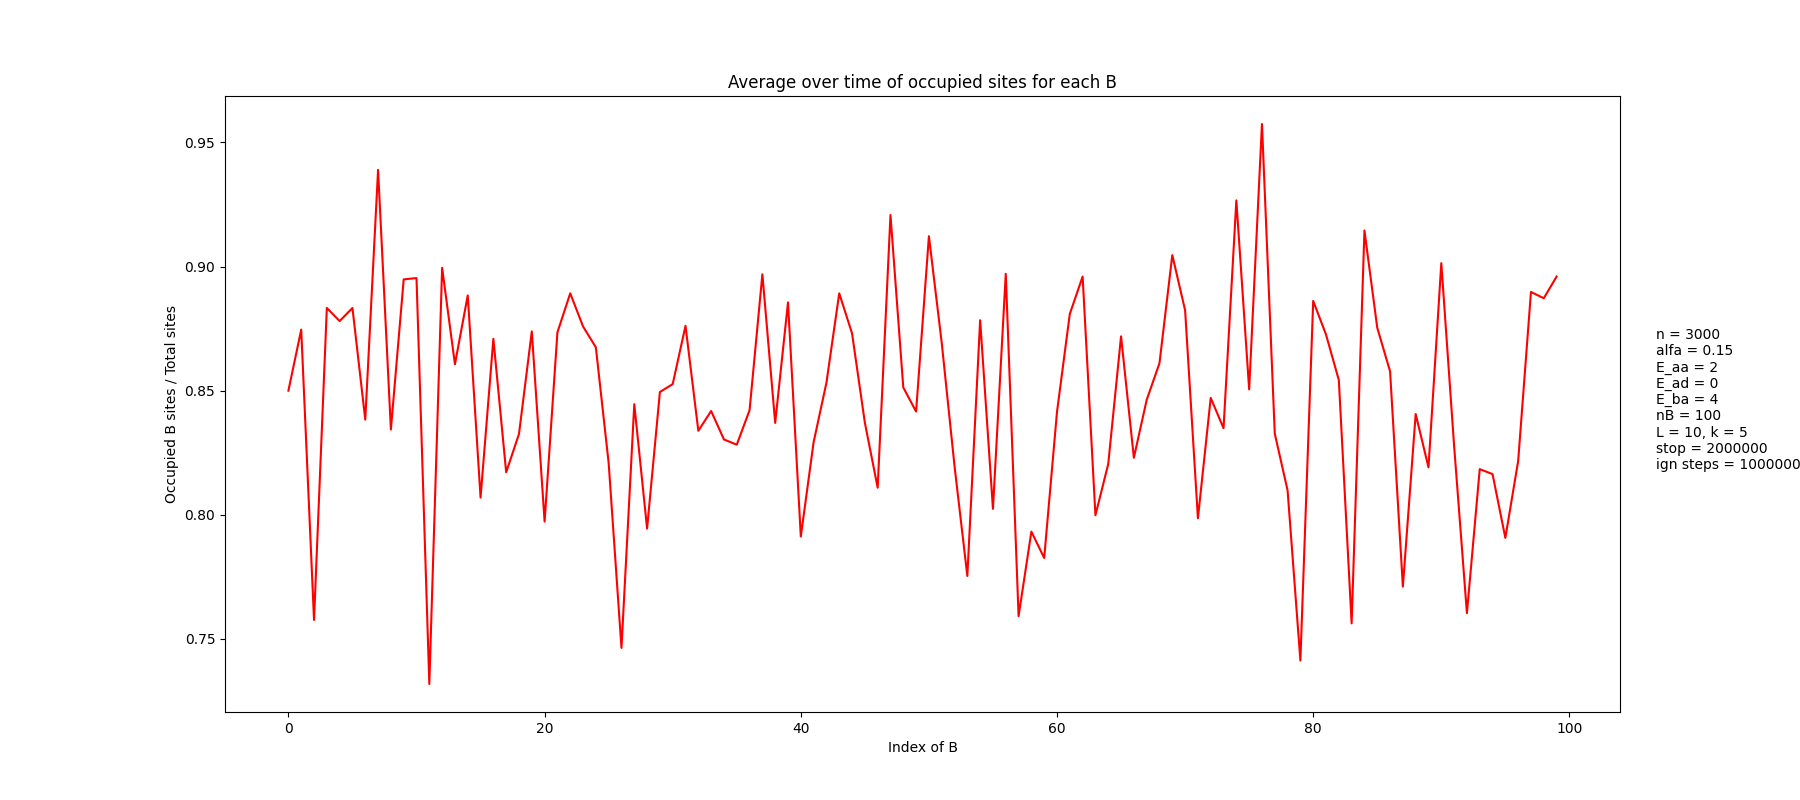 Average over time of occupied sites for each B
Occupied B sites / Total sites
0.95
0.90
0.85
0.80
0.75
0
20
40
60
80
100
Index of B
n = 3000
alfa = 0.15
E_aa = 2
E_ad = 0
E_ba = 4
nB = 100
L = 10, k = 5
stop = 2000000
ign steps = 1000000